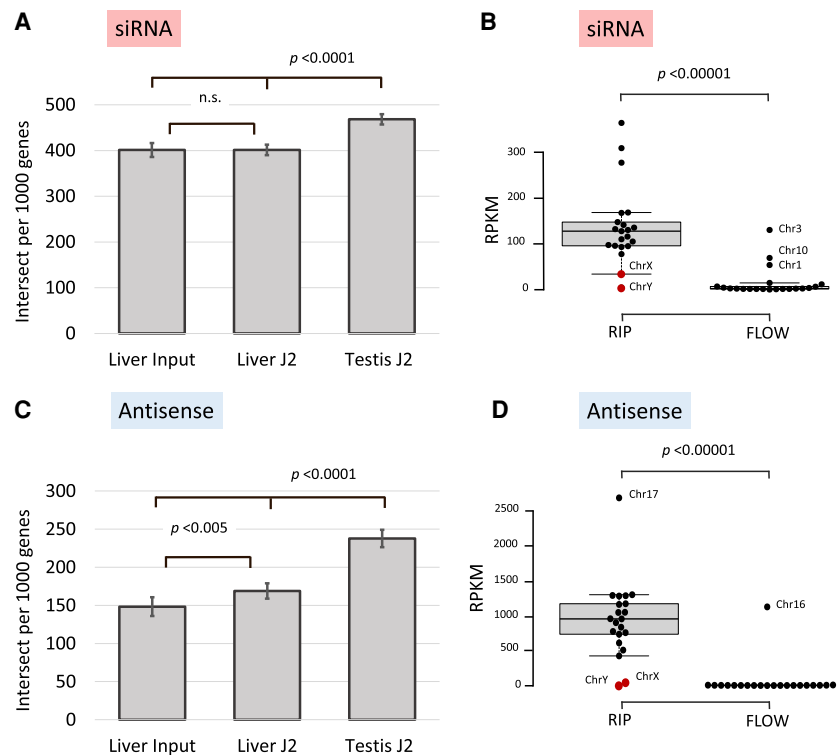 A
siRNA
p <0.0001
n.s.
500
400
300
200
100
0
Intersect per 1000 genes
Liver Input
Liver J2
Testis J2
B
siRNA
p <0.00001
300
200
100
0
RPKM
ChrX
ChrY
Chr3
Chr10
Chr1
RIP
FLOW
C
Antisense
p <0.0001
p <0.005
300
250
200
150
100
50
0
Intersect per 1000 genes
Liver Input
Liver J2
Testis J2
D
Antisense
p <0.00001
2500
2000
1500
1000
500
0
RPKM
Chr17
Chr16
ChrY
ChrX
RIP
FLOW